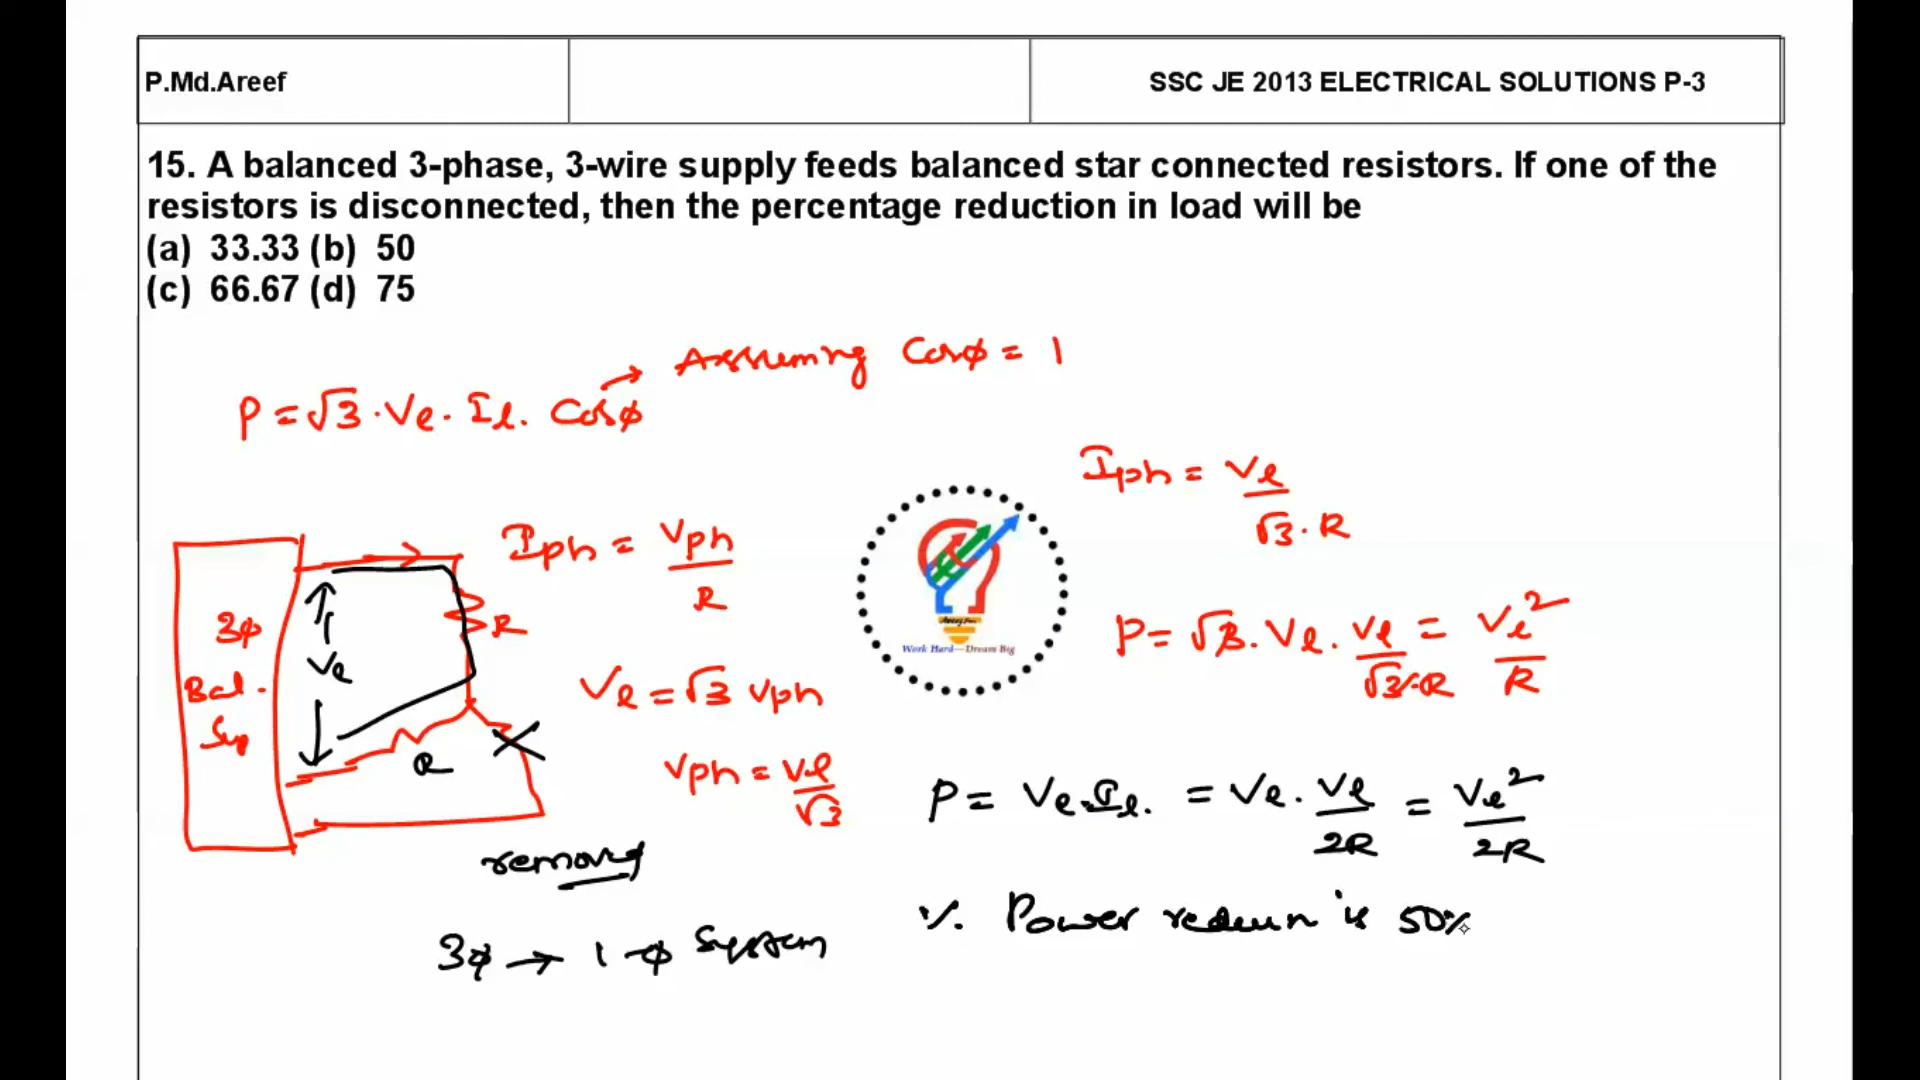 P.Md.Areef
SSC JE 2013 ELECTRICAL SOLUTIONS P-3
15. A balanced 3-phase, 3-wire supply feeds balanced star connected resistors. If one of the
resistors is disconnected, then the percentage reduction in load will be
(a) 33.33 (b) 50
(c) 66.67 (d) 75
Assuming Cosφ = 1
P = √3 . Vl . Il . Cosφ
Iph = Vl / √3 . R
Iph = Vph / R
3φ
Bal.
Sup
Vl
R
R
Vl = √3 Vph
Vph = Vl / √3
P = √3 . Vl . Vl / √3 . R = Vl² / R
P = Vl . Il . = Vl . Vl / 2R = Vl² / 2R
Work Hard—Dream Big
removing
3φ → 1-φ System
% Power is 50%